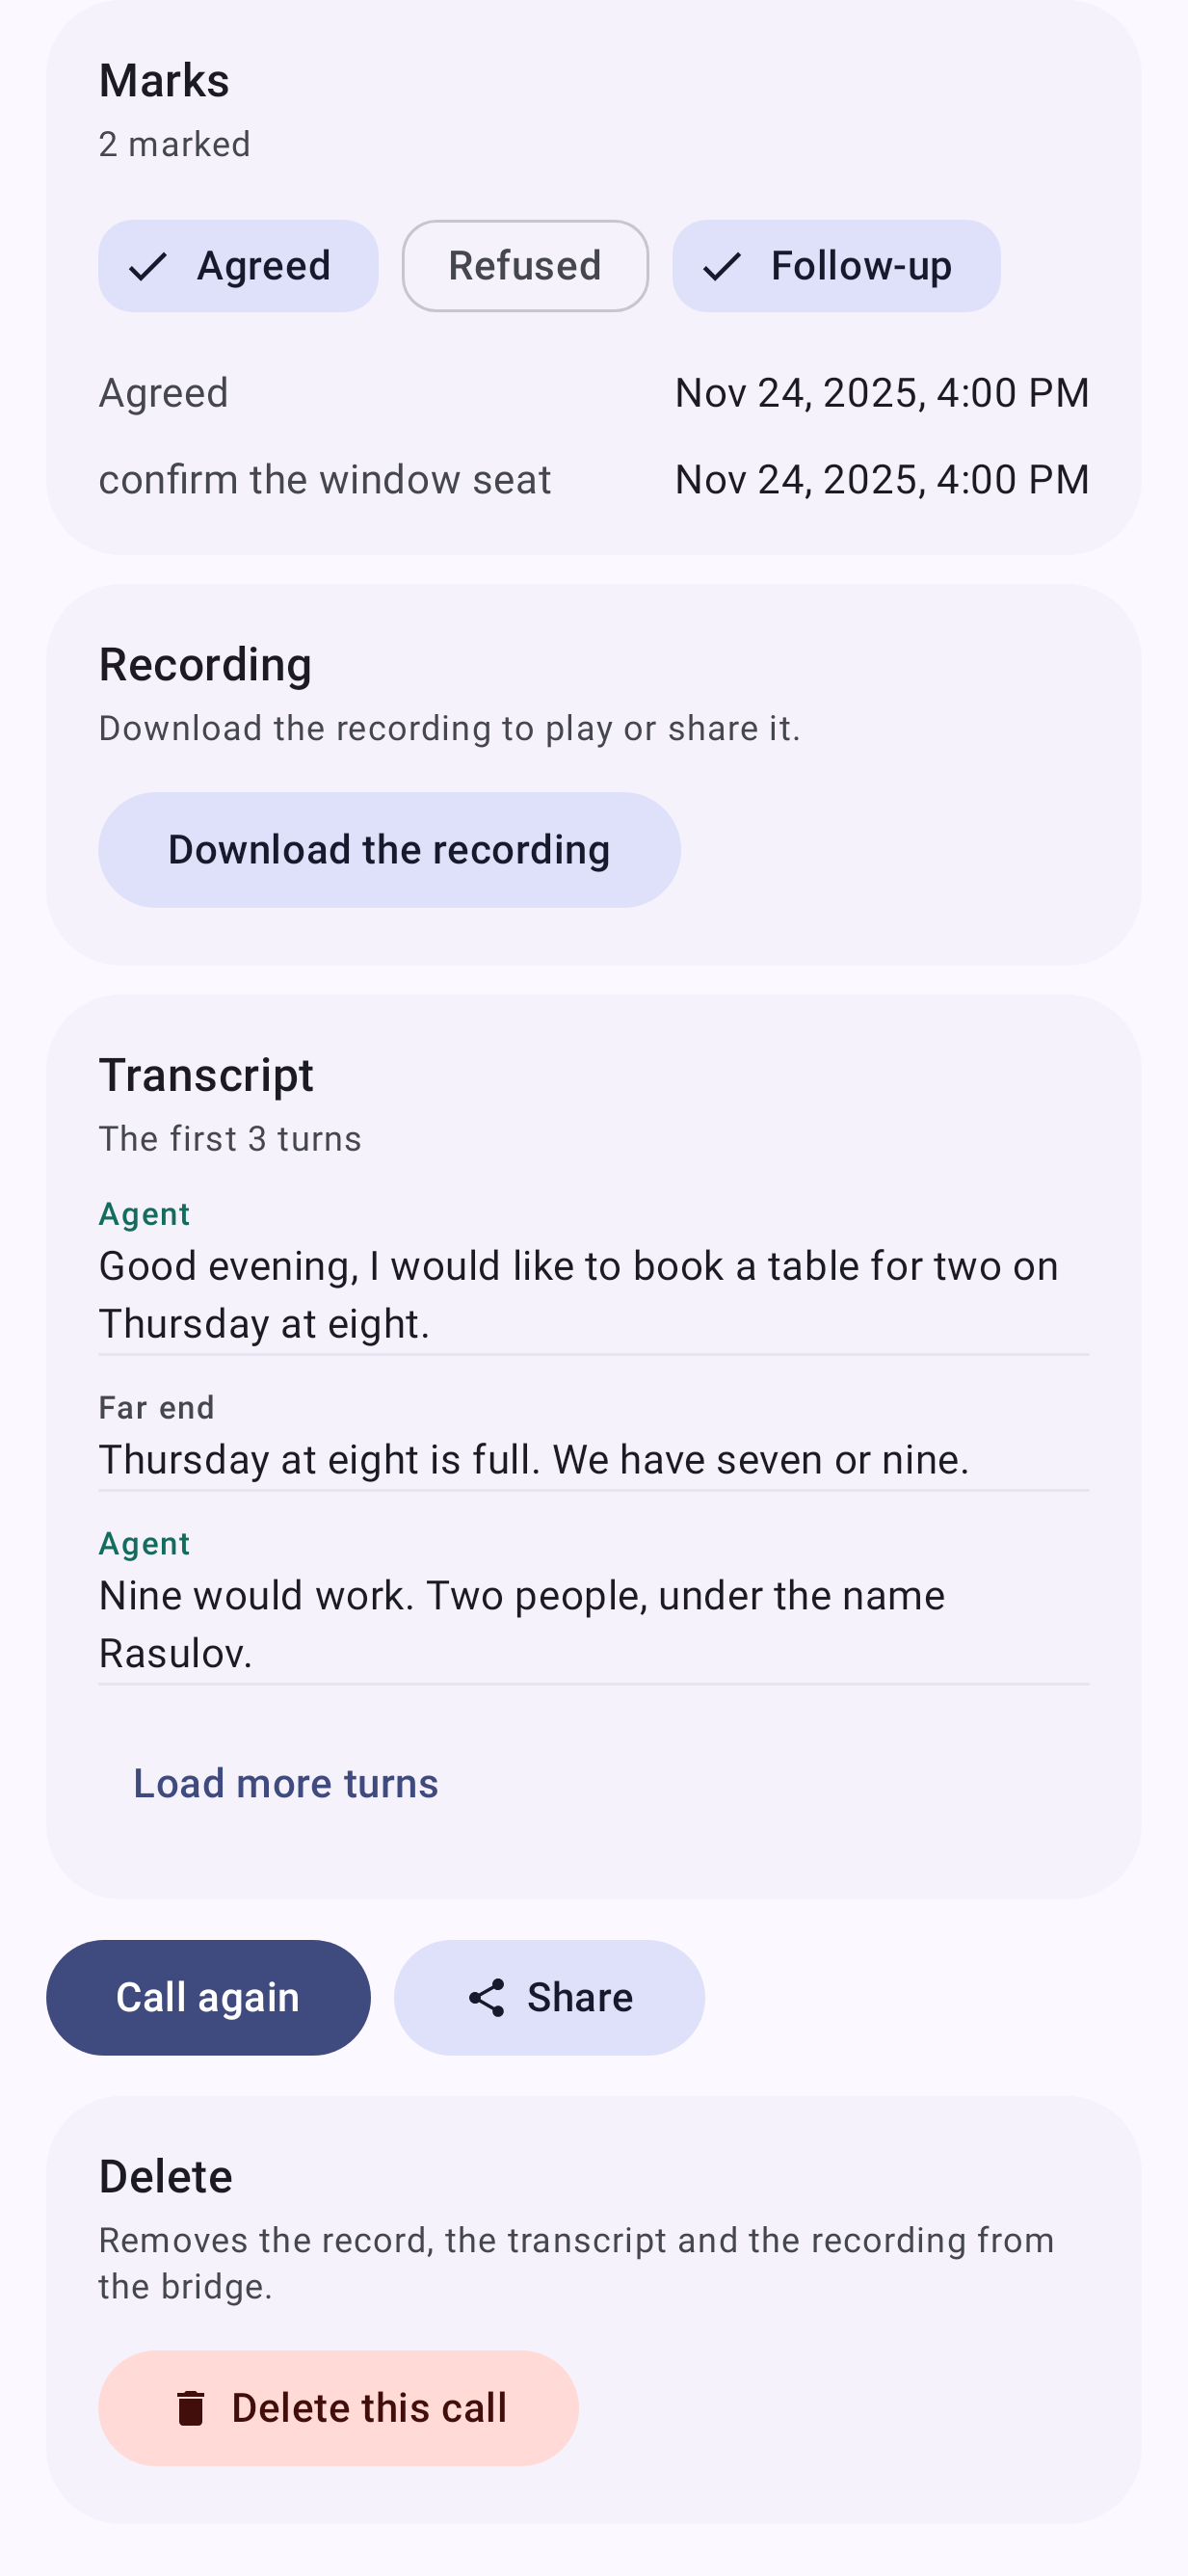 Marks
2 marked
Agreed
Refused
Follow-up
Agreed
Nov 24, 2025, 4:00 PM
confirm the window seat
Nov 24, 2025, 4:00 PM
Recording
Download the recording to play or share it.
Download the recording
Transcript
The first 3 turns
Agent
Good evening, I would like to book a table for two on
Thursday at eight.
Far end
Thursday at eight is full. We have seven or nine.
Agent
Nine would work. Two people, under the name
Rasulov.
Load more turns
Call again
Share
Delete
Removes the record, the transcript and the recording from
the bridge.
Delete this call